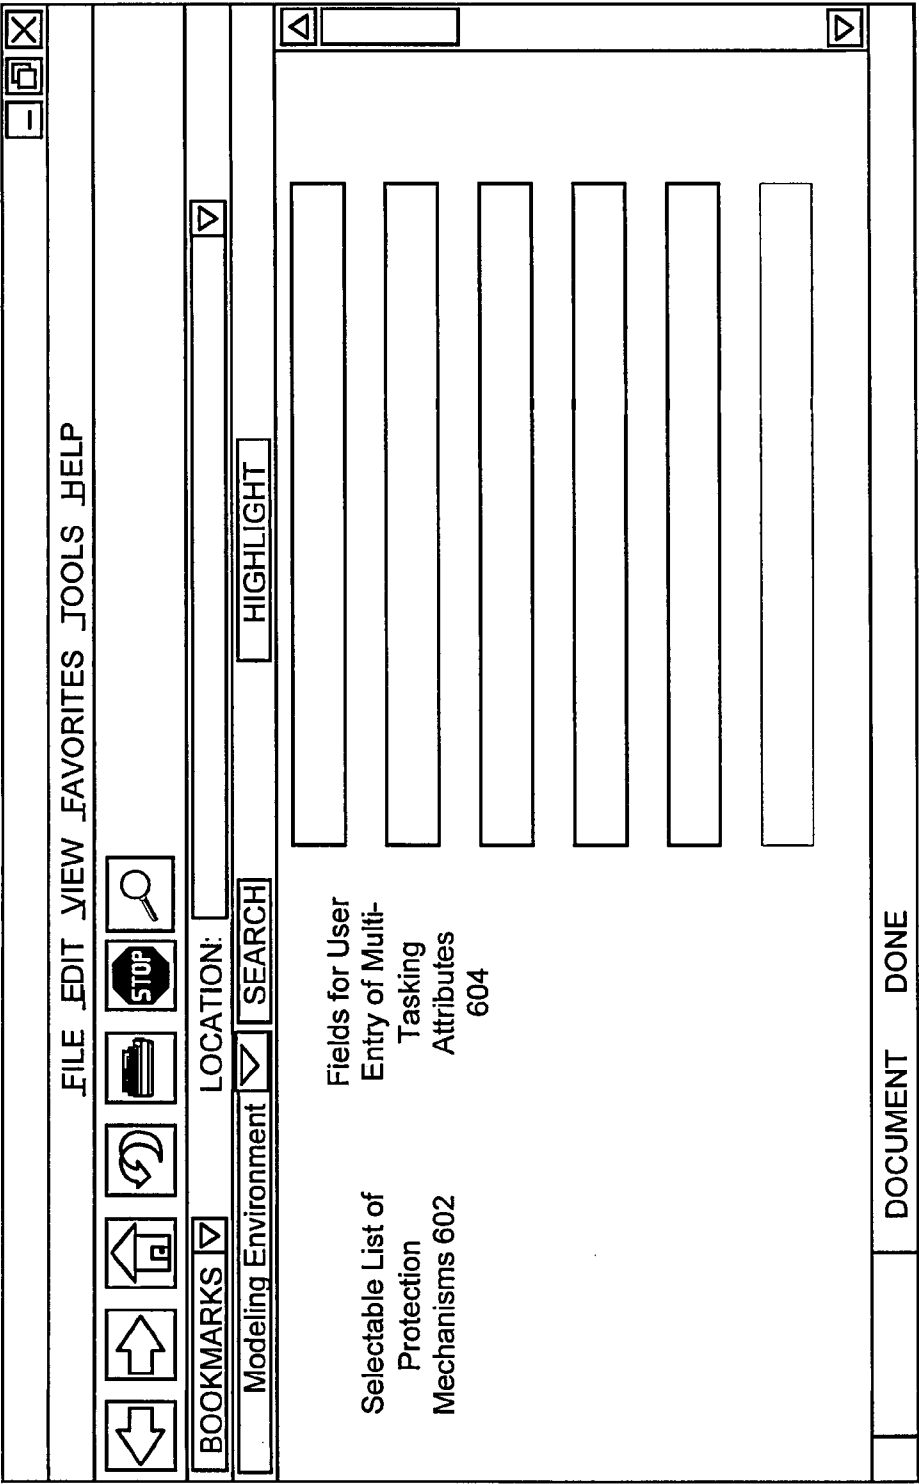 FILE EDIT VIEW FAVORITES TOOLS HELP
STOP
BOOKMARKS LOCATION:
Modeling Environment SEARCH HIGHLIGHT
Selectable List of
Protection
Mechanisms 602
Fields for User
Entry of Multi-
Tasking
Attributes
604
DOCUMENT DONE